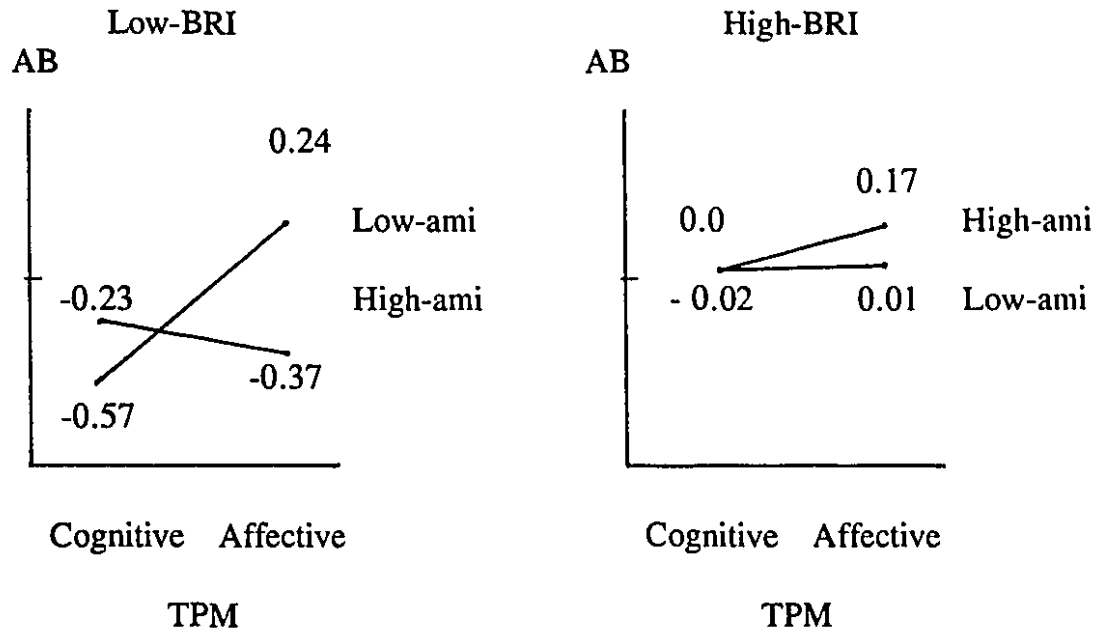 Low-BRI
AB
0.24
Low-ami
-0.23
High-ami
-0.37
-0.57
Cognitive Affective
TPM
High-BRI
AB
0.17
0.0
High-ami
- 0.02
0.01
Low-ami
Cognitive Affective
TPM